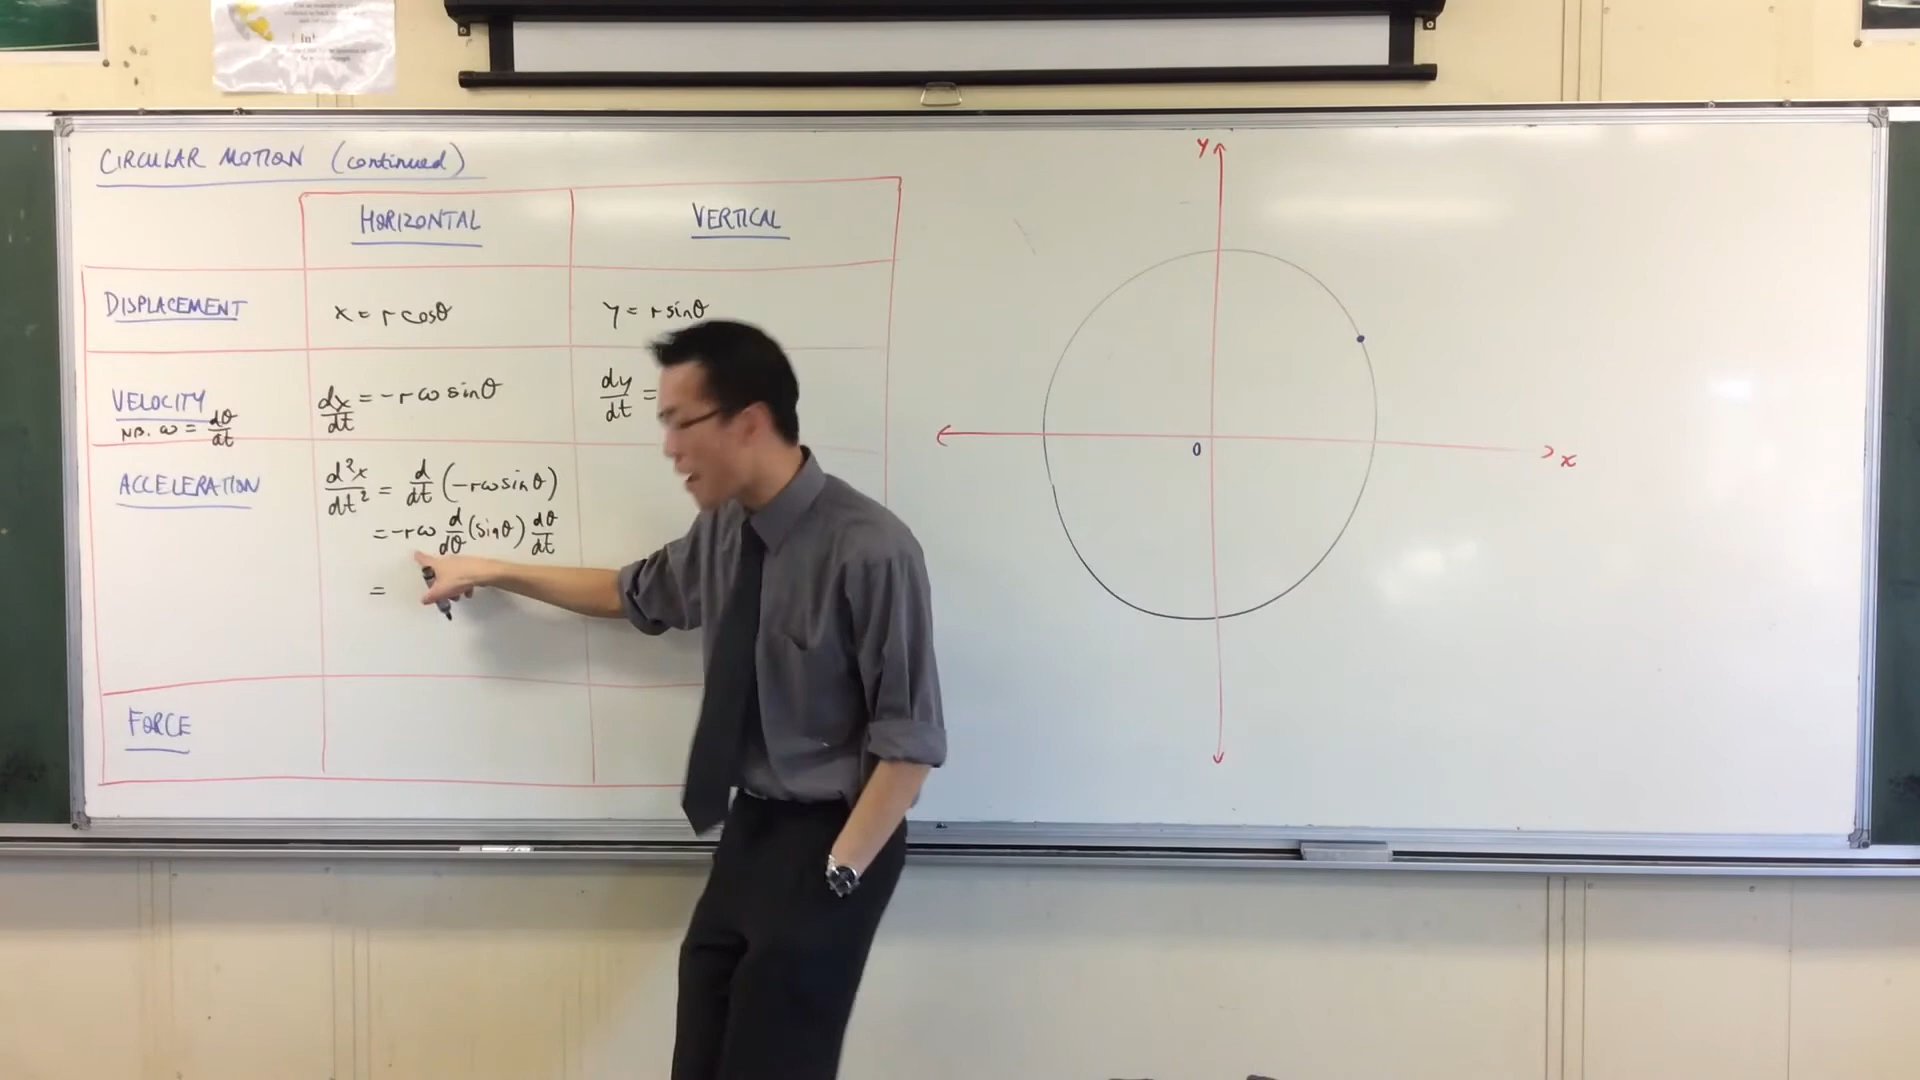 CIRCULAR MOTION (continued)
HORIZONTAL
VERTICAL
DISPLACEMENT
x = r cosθ
y = r sinθ
VELOCITY
NB. ω = dθ/dt
dx/dt = -rω sinθ
dy/dt =
ACCELERATION
d²x/dt² = d/dt (-rω sinθ)
= -rω d/dθ (sinθ) dθ/dt
=
FORCE
y
0
x